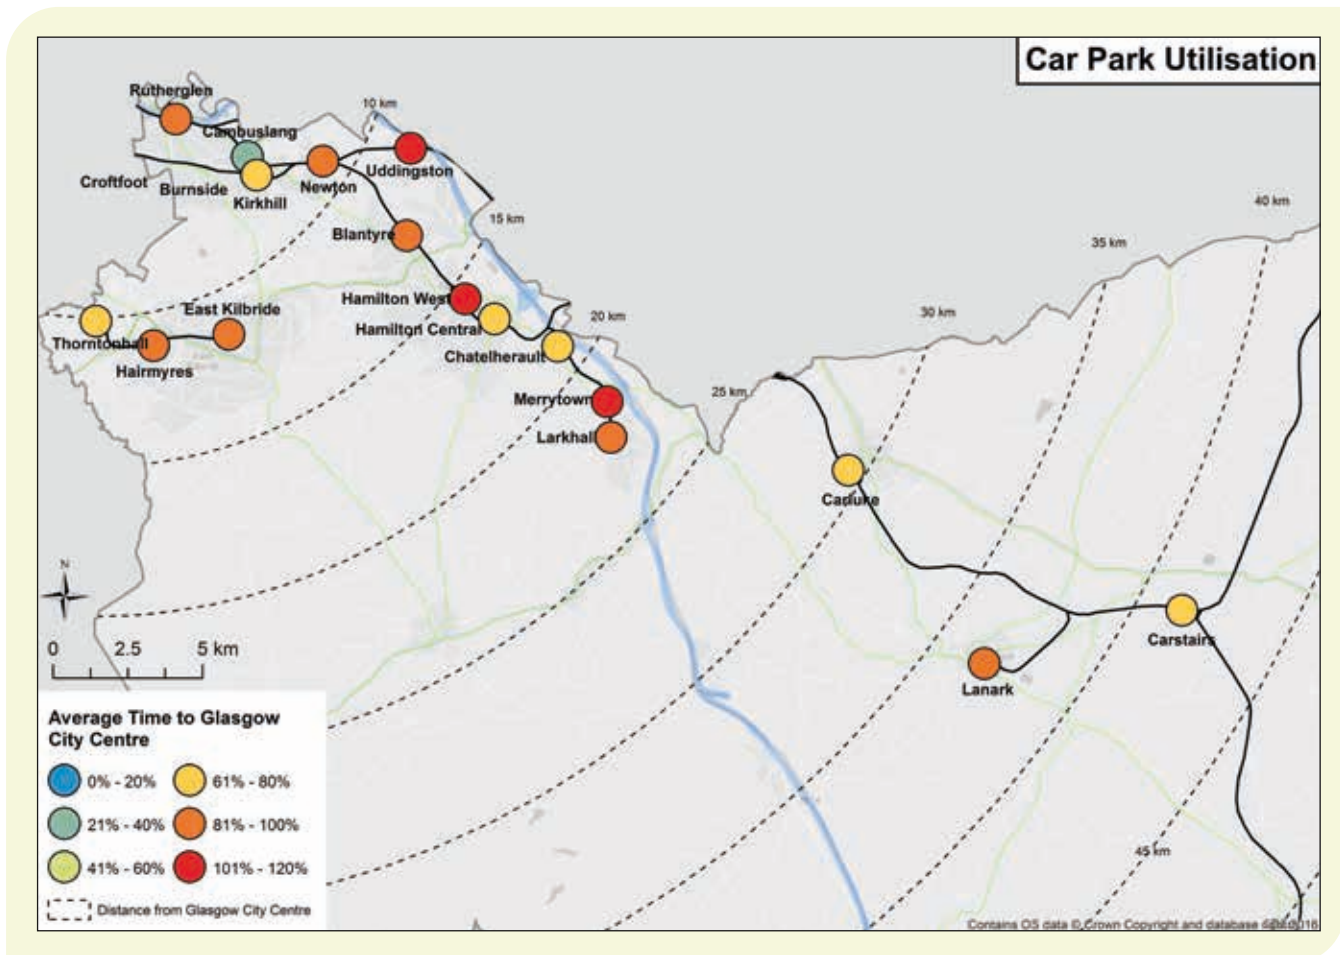 Car Park Utilisation
Rutherglen
10 km
Cambuslang
Uddingston
Croftfoot
Burnside
Newton
Kirkhill
40 km
15 km
Blantyre
35 km
Hamilton West
East Kilbride
30 km
20 km
Hamilton Central
Thorntonhall
Chatelherault
Hairmyres
25 km
Merrytown
Larkhall
Carluke
N
0 2.5 5 km
Carstairs
Lanark
Average Time to Glasgow
City Centre
0% - 20%
61% - 80%
21% - 40%
81% - 100%
41% - 60%
101% - 120%
45 km
Distance from Glasgow City Centre
Contains OS data © Crown Copyright and database